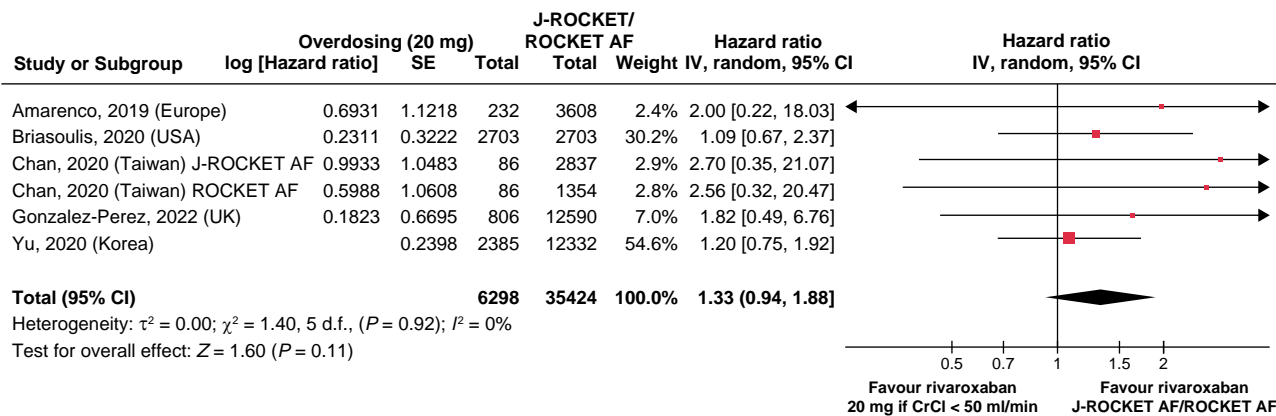 J-ROCKET/
Overdosing (20 mg) ROCKET AF Hazard ratio Hazard ratio
Study or Subgroup log [Hazard ratio] SE Total Total Weight IV, random, 95% CI IV, random, 95% CI
Amarenco, 2019 (Europe) 0.6931 1.1218 232 3608 2.4% 2.00 [0.22, 18.03]
Briasoulis, 2020 (USA) 0.2311 0.3222 2703 2703 30.2% 1.09 [0.67, 2.37]
Chan, 2020 (Taiwan) J-ROCKET AF 0.9933 1.0483 86 2837 2.9% 2.70 [0.35, 21.07]
Chan, 2020 (Taiwan) ROCKET AF 0.5988 1.0608 86 1354 2.8% 2.56 [0.32, 20.47]
Gonzalez-Perez, 2022 (UK) 0.1823 0.6695 806 12590 7.0% 1.82 [0.49, 6.76]
Yu, 2020 (Korea) 0.2398 2385 12332 54.6% 1.20 [0.75, 1.92]
Total (95% CI) 6298 35424 100.0% 1.33 (0.94, 1.88]
Heterogeneity: τ² = 0.00; χ² = 1.40, 5 d.f., (P = 0.92); I² = 0%
Test for overall effect: Z = 1.60 (P = 0.11)
0.5 0.7 1 1.5 2
Favour rivaroxaban Favour rivaroxaban
20 mg if CrCl < 50 ml/min J-ROCKET AF/ROCKET AF